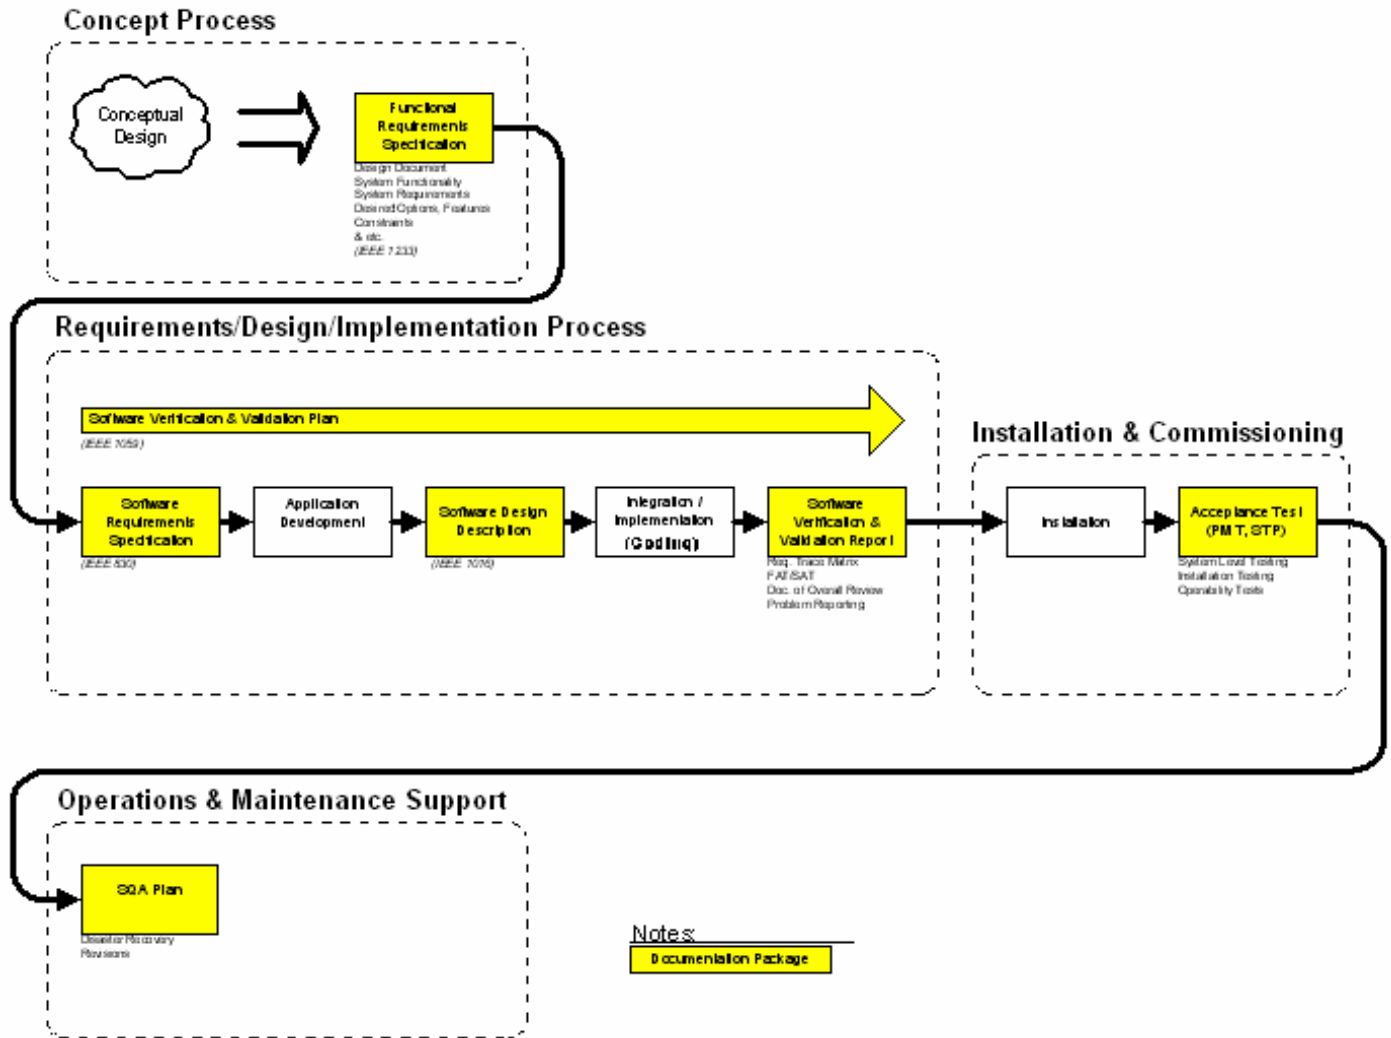 Concept Process
Conceptual
Design
Functional
Requirements
Specification
Design Document
System Functionality
System Requirements
Desired Options, Features
Constraints
& etc.
(IEEE 1233)
Requirements/Design/Implementation Process
Software Verification & Validation Plan
(IEEE 1059)
Software
Requirements
Specification
(IEEE 830)
Application
Development
Software Design
Description
(IEEE 1016)
Integration /
Implementation
(Coding)
Software
Verification &
Validation Report
Req. Trace Matrix
FAT/SAT
Doc. of Overall Review
Problem Reporting
Installation & Commissioning
Installation
Acceptance Test
(PMT, STP)
System Level Testing
Installation Testing
Operability Tests
Operations & Maintenance Support
SQA Plan
Disaster Recovery
Revisions
Notes:
Documentation Package